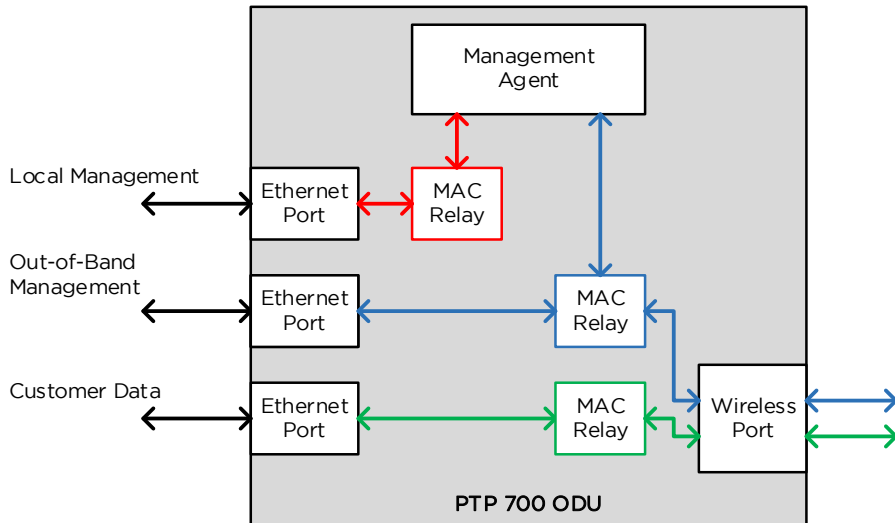 Management
Agent
Local Management
Ethernet
Port
MAC
Relay
Out-of-Band
Management
Ethernet
Port
MAC
Relay
Customer Data
Ethernet
Port
MAC
Relay
Wireless
Port
PTP 700 ODU